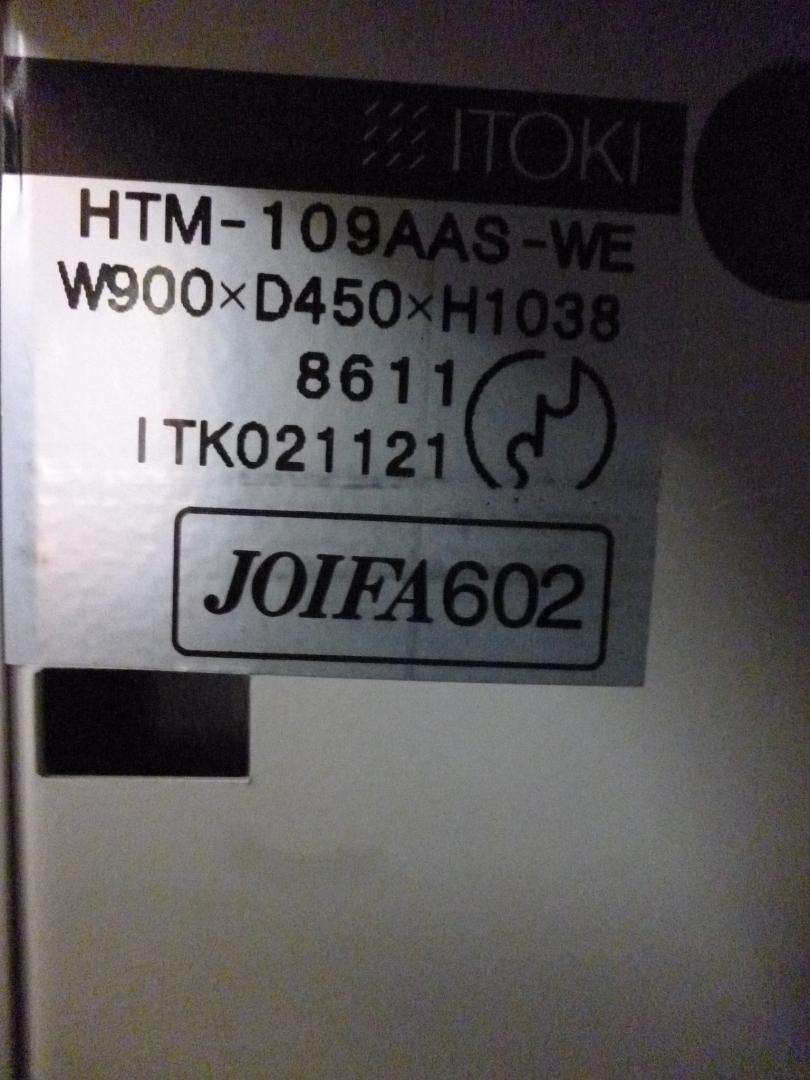 ITOKI
HTM-109AAS-WE
W900×D450×H1038
8611
ITK021121
JOIFA602